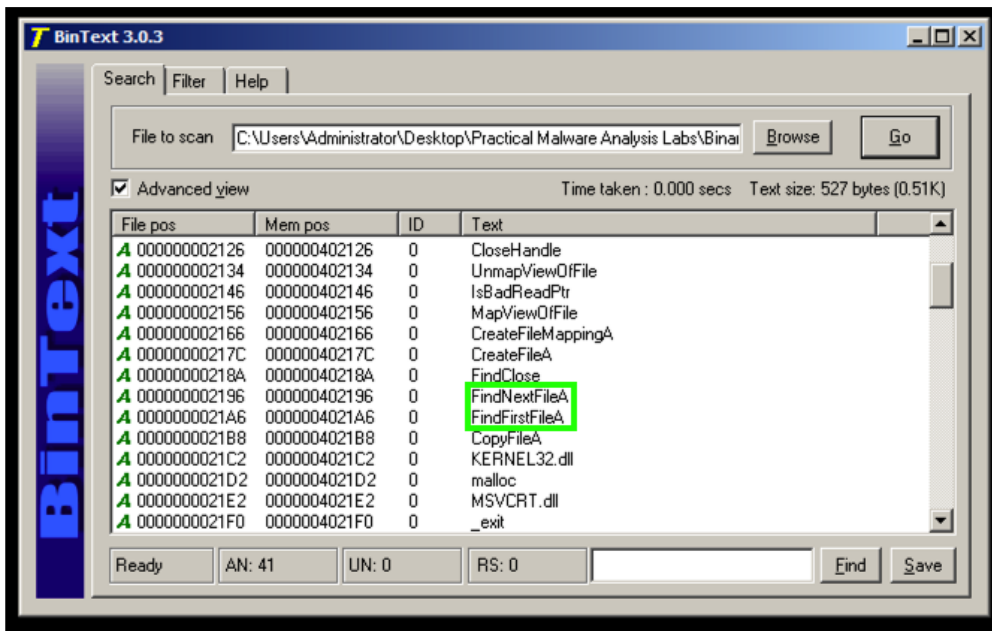 BinText 3.0.3
Search Filter Help
File to scan C:\Users\Administrator\Desktop\Practical Malware Analysis Labs\Binai Browse Go
Advanced view Time taken : 0.000 secs Text size: 527 bytes (0.51K)
File pos Mem pos ID Text
A 000000002126 000000402126 0 CloseHandle
A 000000002134 000000402134 0 UnmapViewOfFile
A 000000002146 000000402146 0 IsBadReadPtr
A 000000002156 000000402156 0 MapViewOfFile
A 000000002166 000000402166 0 CreateFileMappingA
A 00000000217C 00000040217C 0 CreateFileA
A 00000000218A 00000040218A 0 FindClose
A 000000002196 000000402196 0 FindNextFileA
A 0000000021A6 0000004021A6 0 FindFirstFileA
A 0000000021B8 0000004021B8 0 CopyFileA
A 0000000021C2 0000004021C2 0 KERNEL32.dll
A 0000000021D2 0000004021D2 0 malloc
A 0000000021E2 0000004021E2 0 MSVCRT.dll
A 0000000021F0 0000004021F0 0 _exit
Ready AN: 41 UN: 0 RS: 0 Find Save
BinText